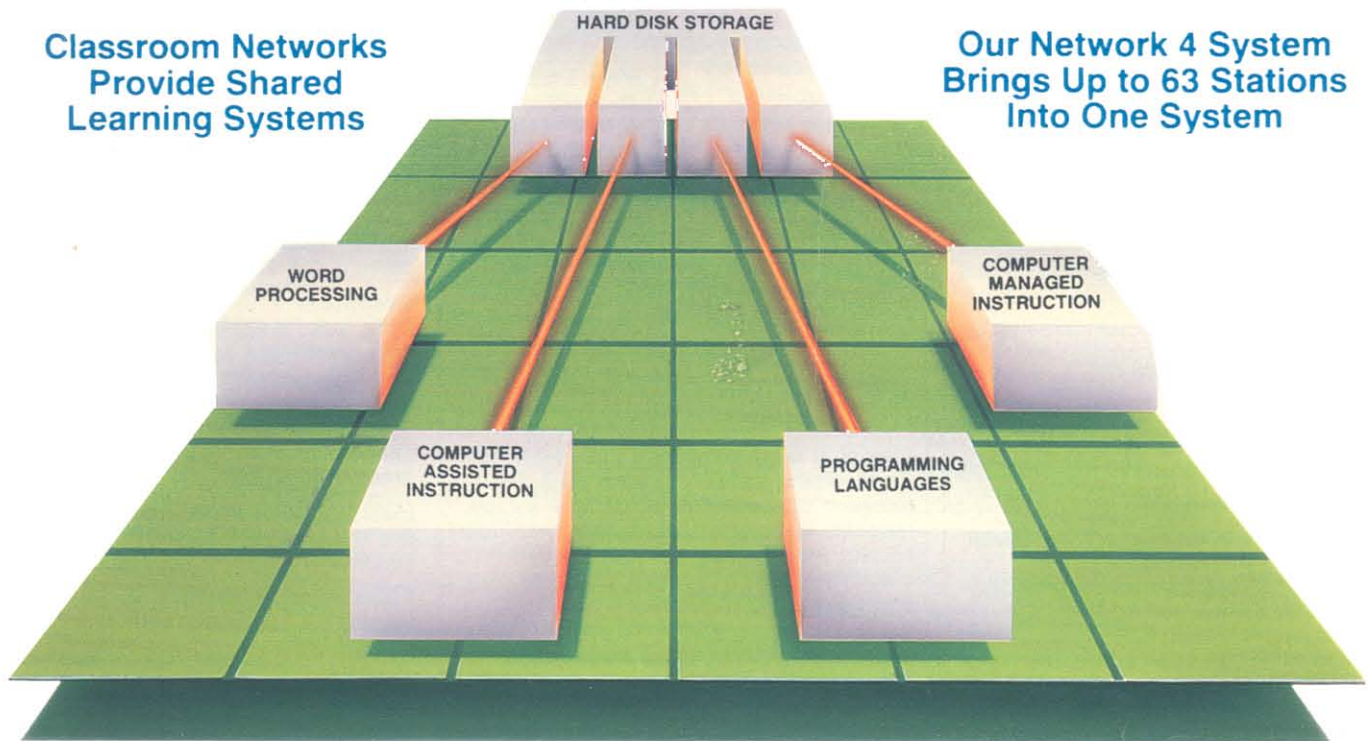 Classroom Networks
Provide Shared
Learning Systems
HARD DISK STORAGE
Our Network 4 System
Brings Up to 63 Stations
Into One System
WORD
PROCESSING
COMPUTER
MANAGED
INSTRUCTION
COMPUTER
ASSISTED
INSTRUCTION
PROGRAMMING
LANGUAGES